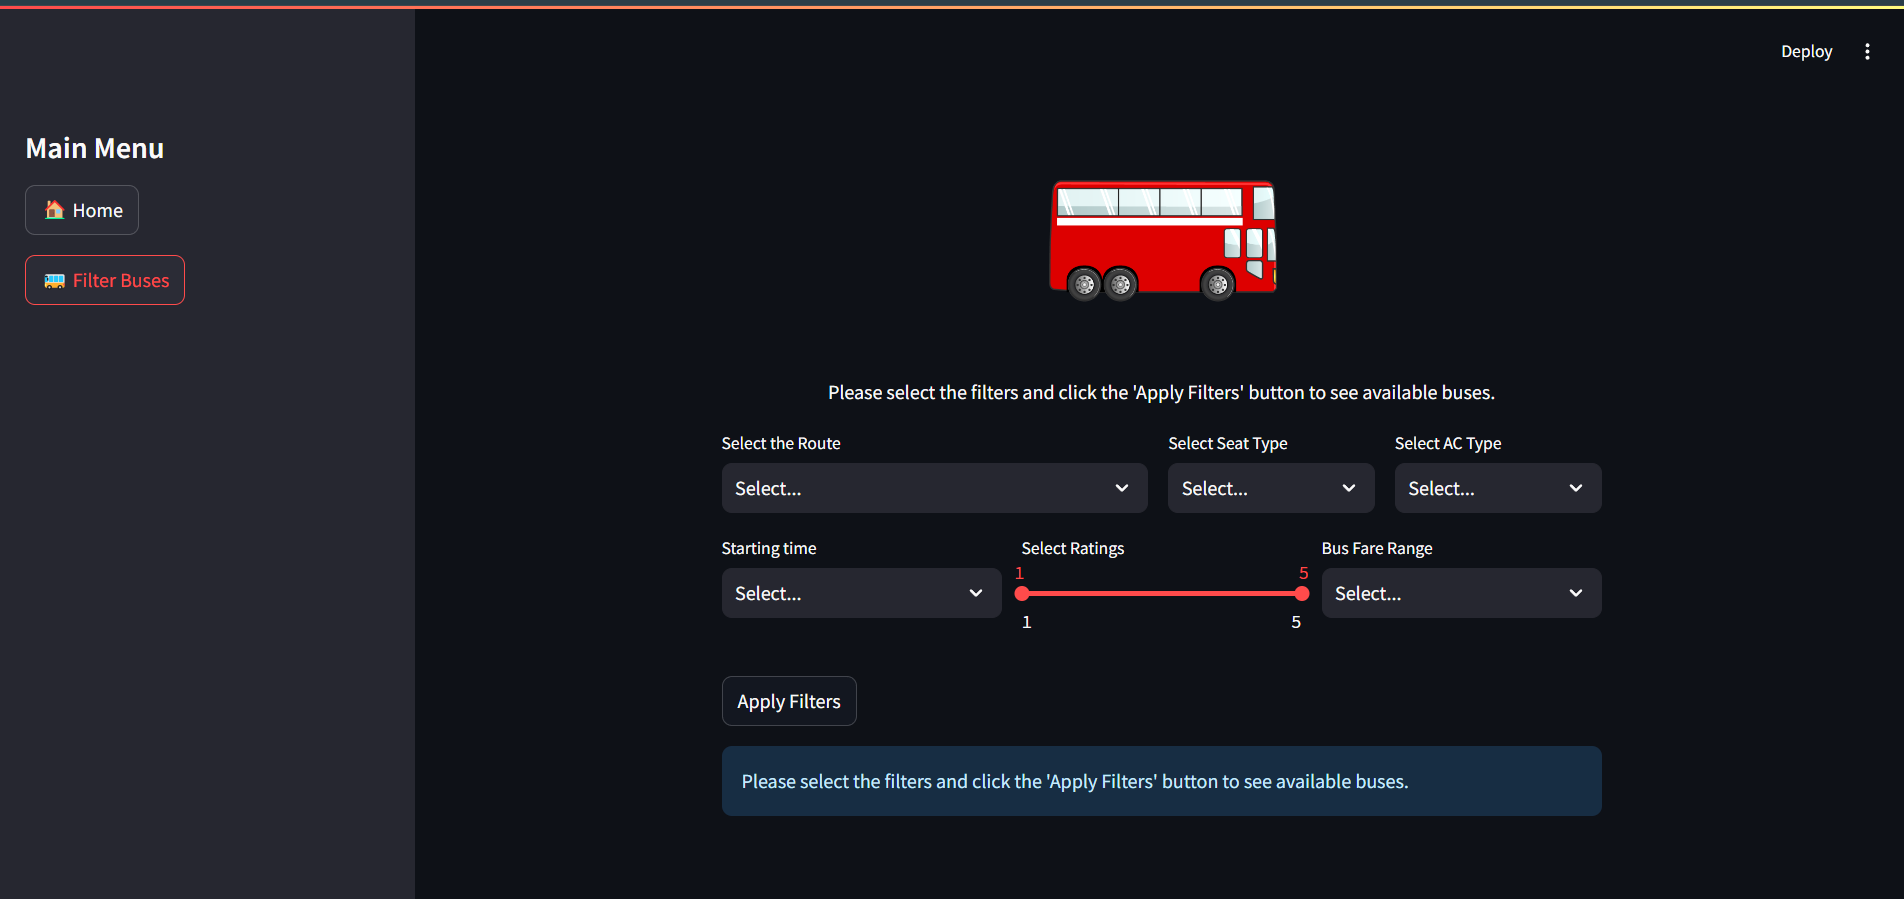 Deploy
Main Menu
Home
Filter Buses
Please select the filters and click the 'Apply Filters' button to see available buses.
Select the Route
Select Seat Type
Select AC Type
Select...
Select...
Select...
Starting time
Select Ratings
Bus Fare Range
1
5
Select...
Select...
1
5
Apply Filters
Please select the filters and click the 'Apply Filters' button to see available buses.